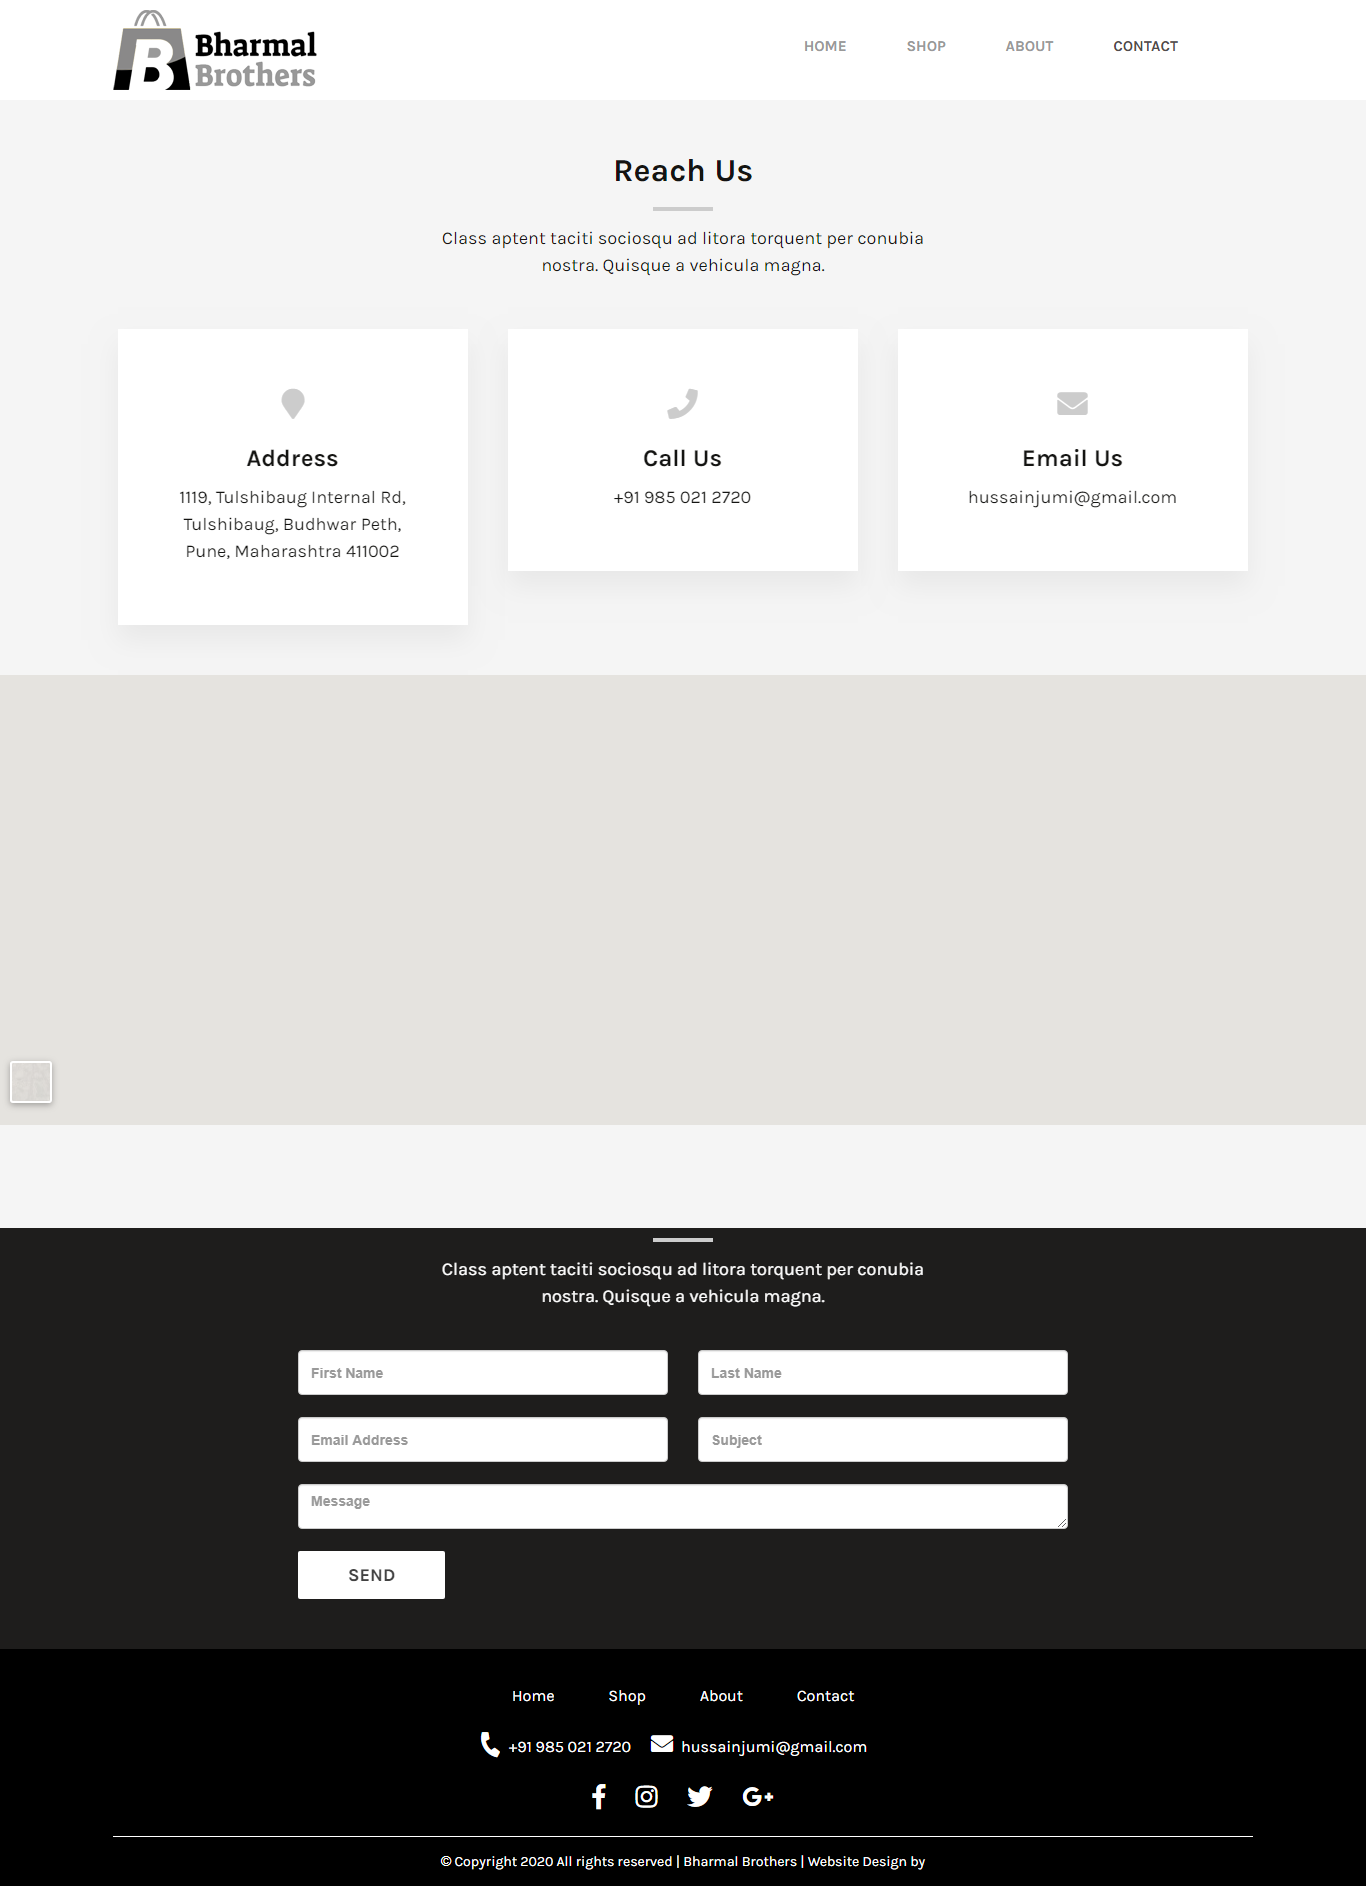 Bharmal
Brothers
HOME
SHOP
ABOUT
CONTACT
Reach Us
Class aptent taciti sociosqu ad litora torquent per conubia
nostra. Quisque a vehicula magna.
Address
1119, Tulshibaug Internal Rd,
Tulshibaug, Budhwar Peth,
Pune, Maharashtra 411002
Call Us
+91 985 021 2720
Email Us
hussainjumi@gmail.com
Class aptent taciti sociosqu ad litora torquent per conubia
nostra. Quisque a vehicula magna.
First Name
Last Name
Email Address
Subject
Message
SEND
Home
Shop
About
Contact
+91 985 021 2720
hussainjumi@gmail.com
© Copyright 2020 All rights reserved | Bharmal Brothers | Website Design by